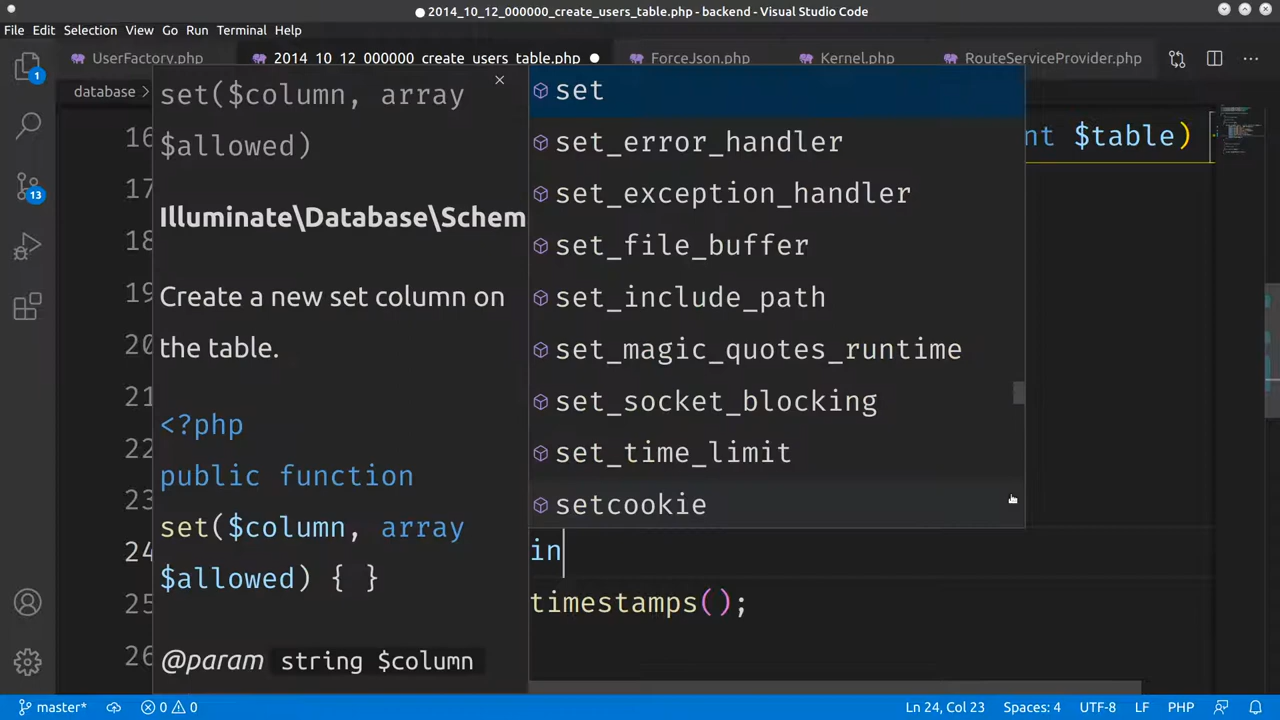 ● 2014_10_12_000000_create_users_table.php - backend - Visual Studio Code
File Edit Selection View Go Run Terminal Help
UserFactory.php 2014_10_12_000000_create_users_table.php ● ForceJson.php Kernel.php RouteServiceProvider.php ···
1
database >
set($column, array
$allowed)
Illuminate\Database\Schem
Create a new set column on
the table.
<?php
public function
set($column, array
$allowed) { }
@param string $column
set
set_error_handler
set_exception_handler
set_file_buffer
set_include_path
set_magic_quotes_runtime
set_socket_blocking
set_time_limit
setcookie
16 nt $table)
17
18
19
20
21
22
23
24 in
25 timestamps();
26
13
master* 0 0 Ln 24, Col 23 Spaces: 4 UTF-8 LF PHP